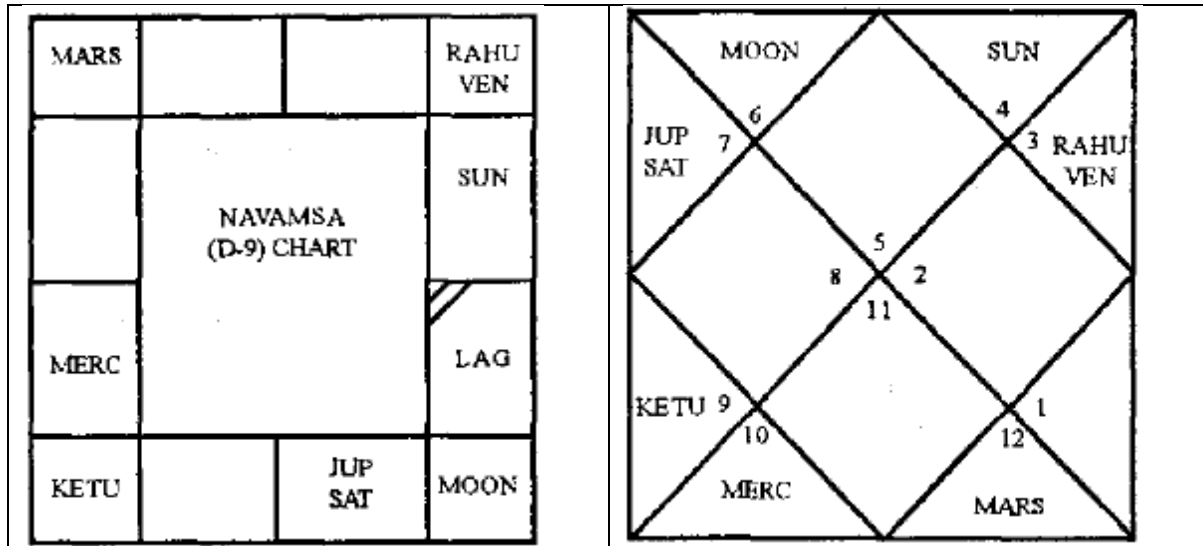 MARS
RAHU
VEN
SUN
NAVAMSA
(D-9) CHART
MERC
LAG
KETU
JUP
SAT
MOON
MOON
SUN
6
4
JUP
SAT
7
3
RAHU
VEN
5
8
2
11
KETU
9
1
10
12
MERC
MARS